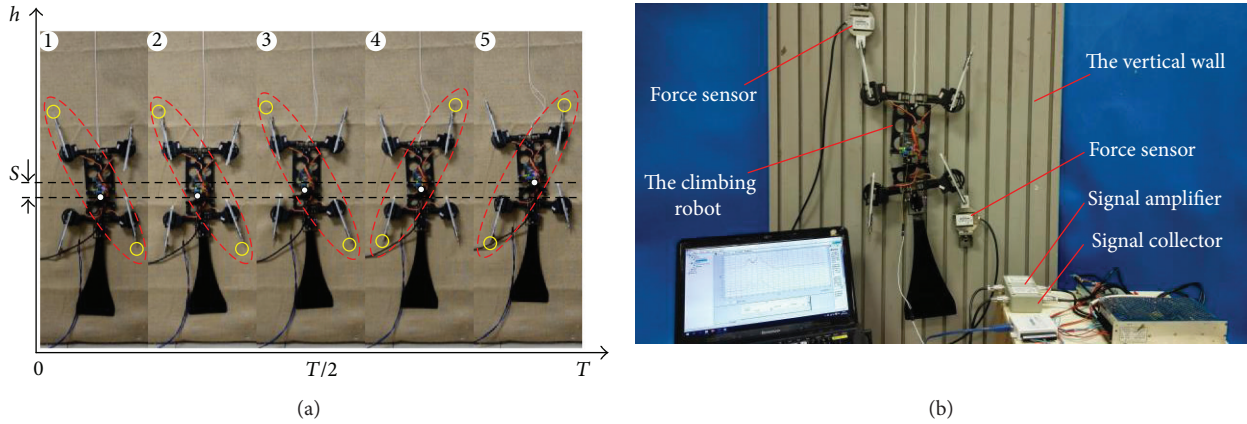 h
1
2
3
4
5
S
0
T/2
T
(a)
Force sensor
The climbing
robot
The vertical wall
Force sensor
Signal amplifier
Signal collector
(b)